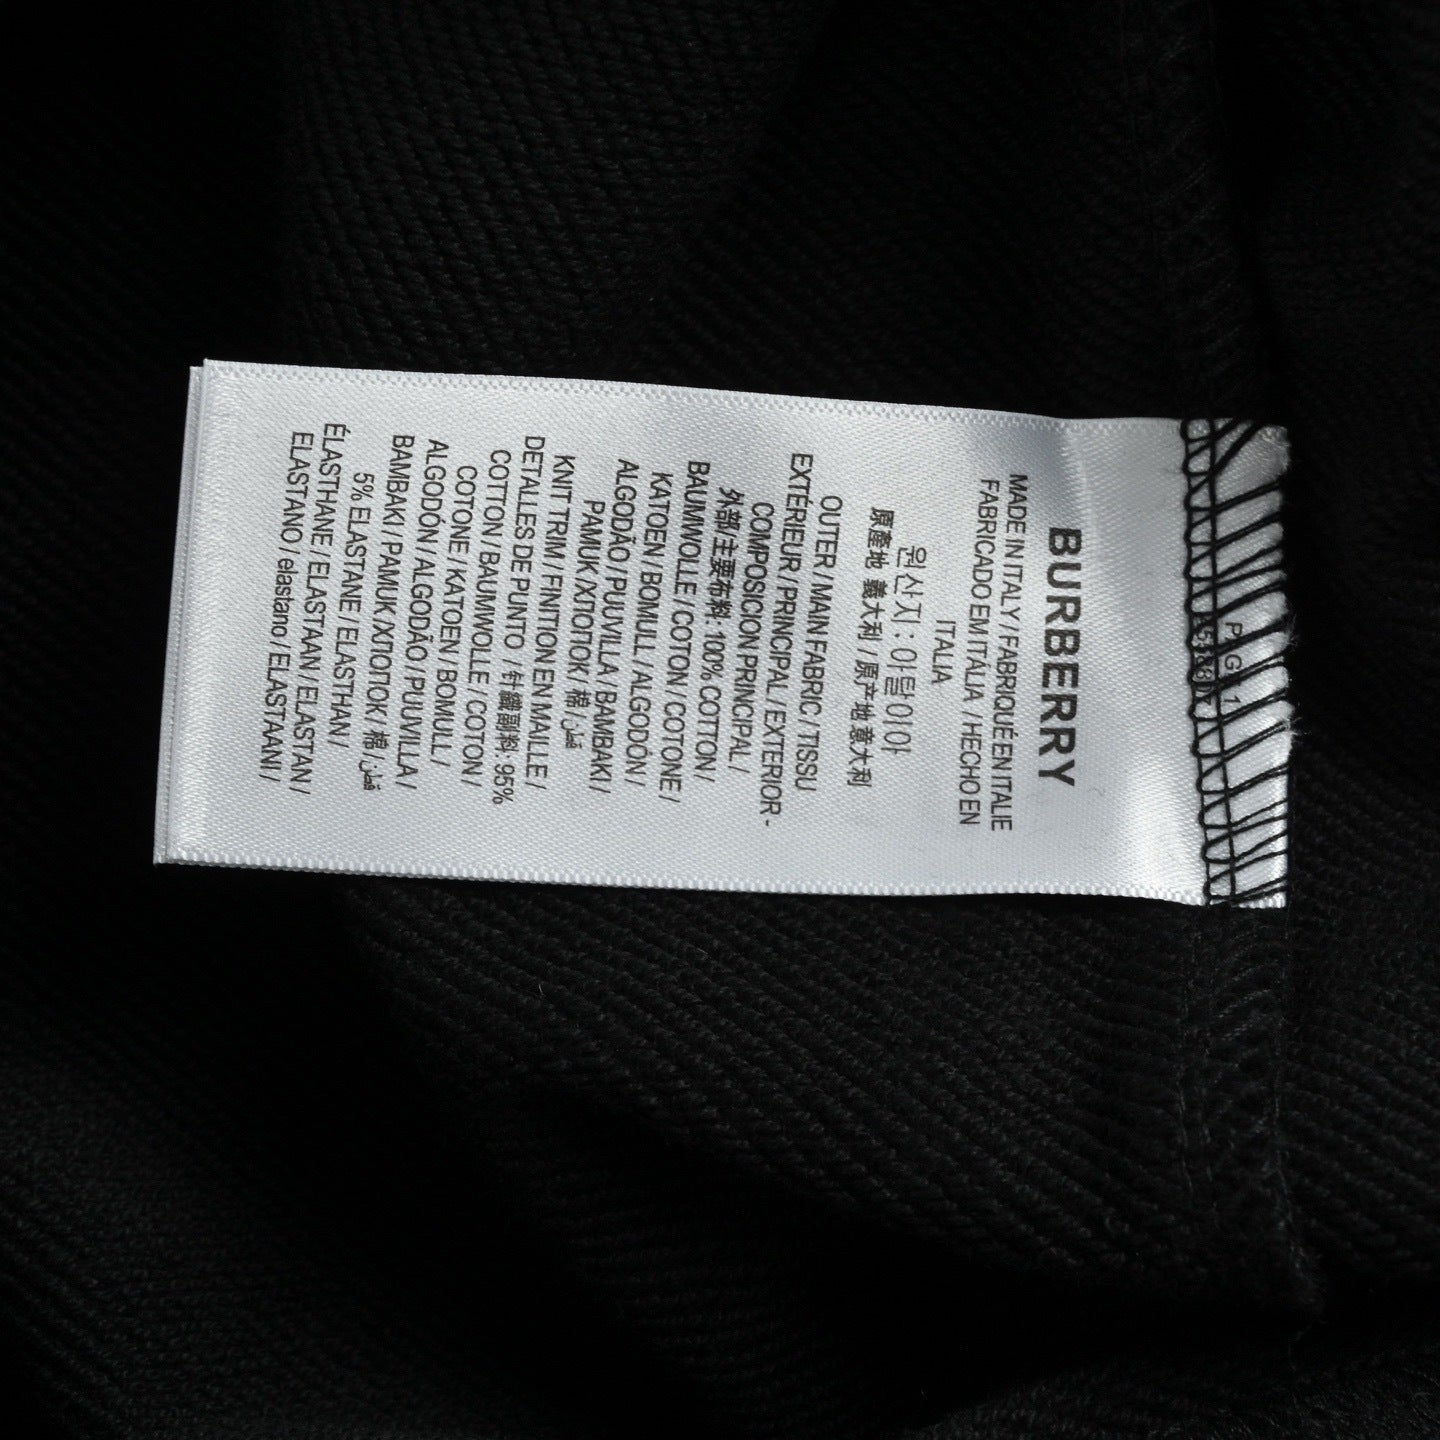 PG 1
BURBERRY
MADE IN ITALY / FABRIQUÉ EN ITALIE
FABRICADO EM ITÁLIA / HECHO EN
ITALIA
원산지 : 이탈리아
原產地 義大利 / 原产地意大利
OUTER / MAIN FABRIC / TISSU
EXTÉRIEUR / PRINCIPAL / EXTERIOR -
COMPOSICION PRINCIPAL /
外部/主要布料: 100% COTTON /
BAUMWOLLE / COTON / COTONE /
KATOEN / BOMULL / ALGODÓN /
ALGODÃO / PUUVILLA / BAMBAKI /
PAMUK / ΧΙΠΟΠΟΚ / 棉 / قطن
KNIT TRIM / FINITION EN MAILLE /
DETALLES DE PUNTO / 針織副料: 95%
COTTON / BAUMWOLLE / COTON /
COTONE / KATOEN / BOMULL /
ALGODÓN / ALGODÃO / PUUVILLA /
BAMBAKI / PAMUK / ΧΙΠΟΠΟΚ / 棉 / قطن
5% ELASTANE / ELASTHAN /
ÉLASTHANE / ELASTAAN / ELASTAN /
ELASTANO / elastano / ELASTAANI /